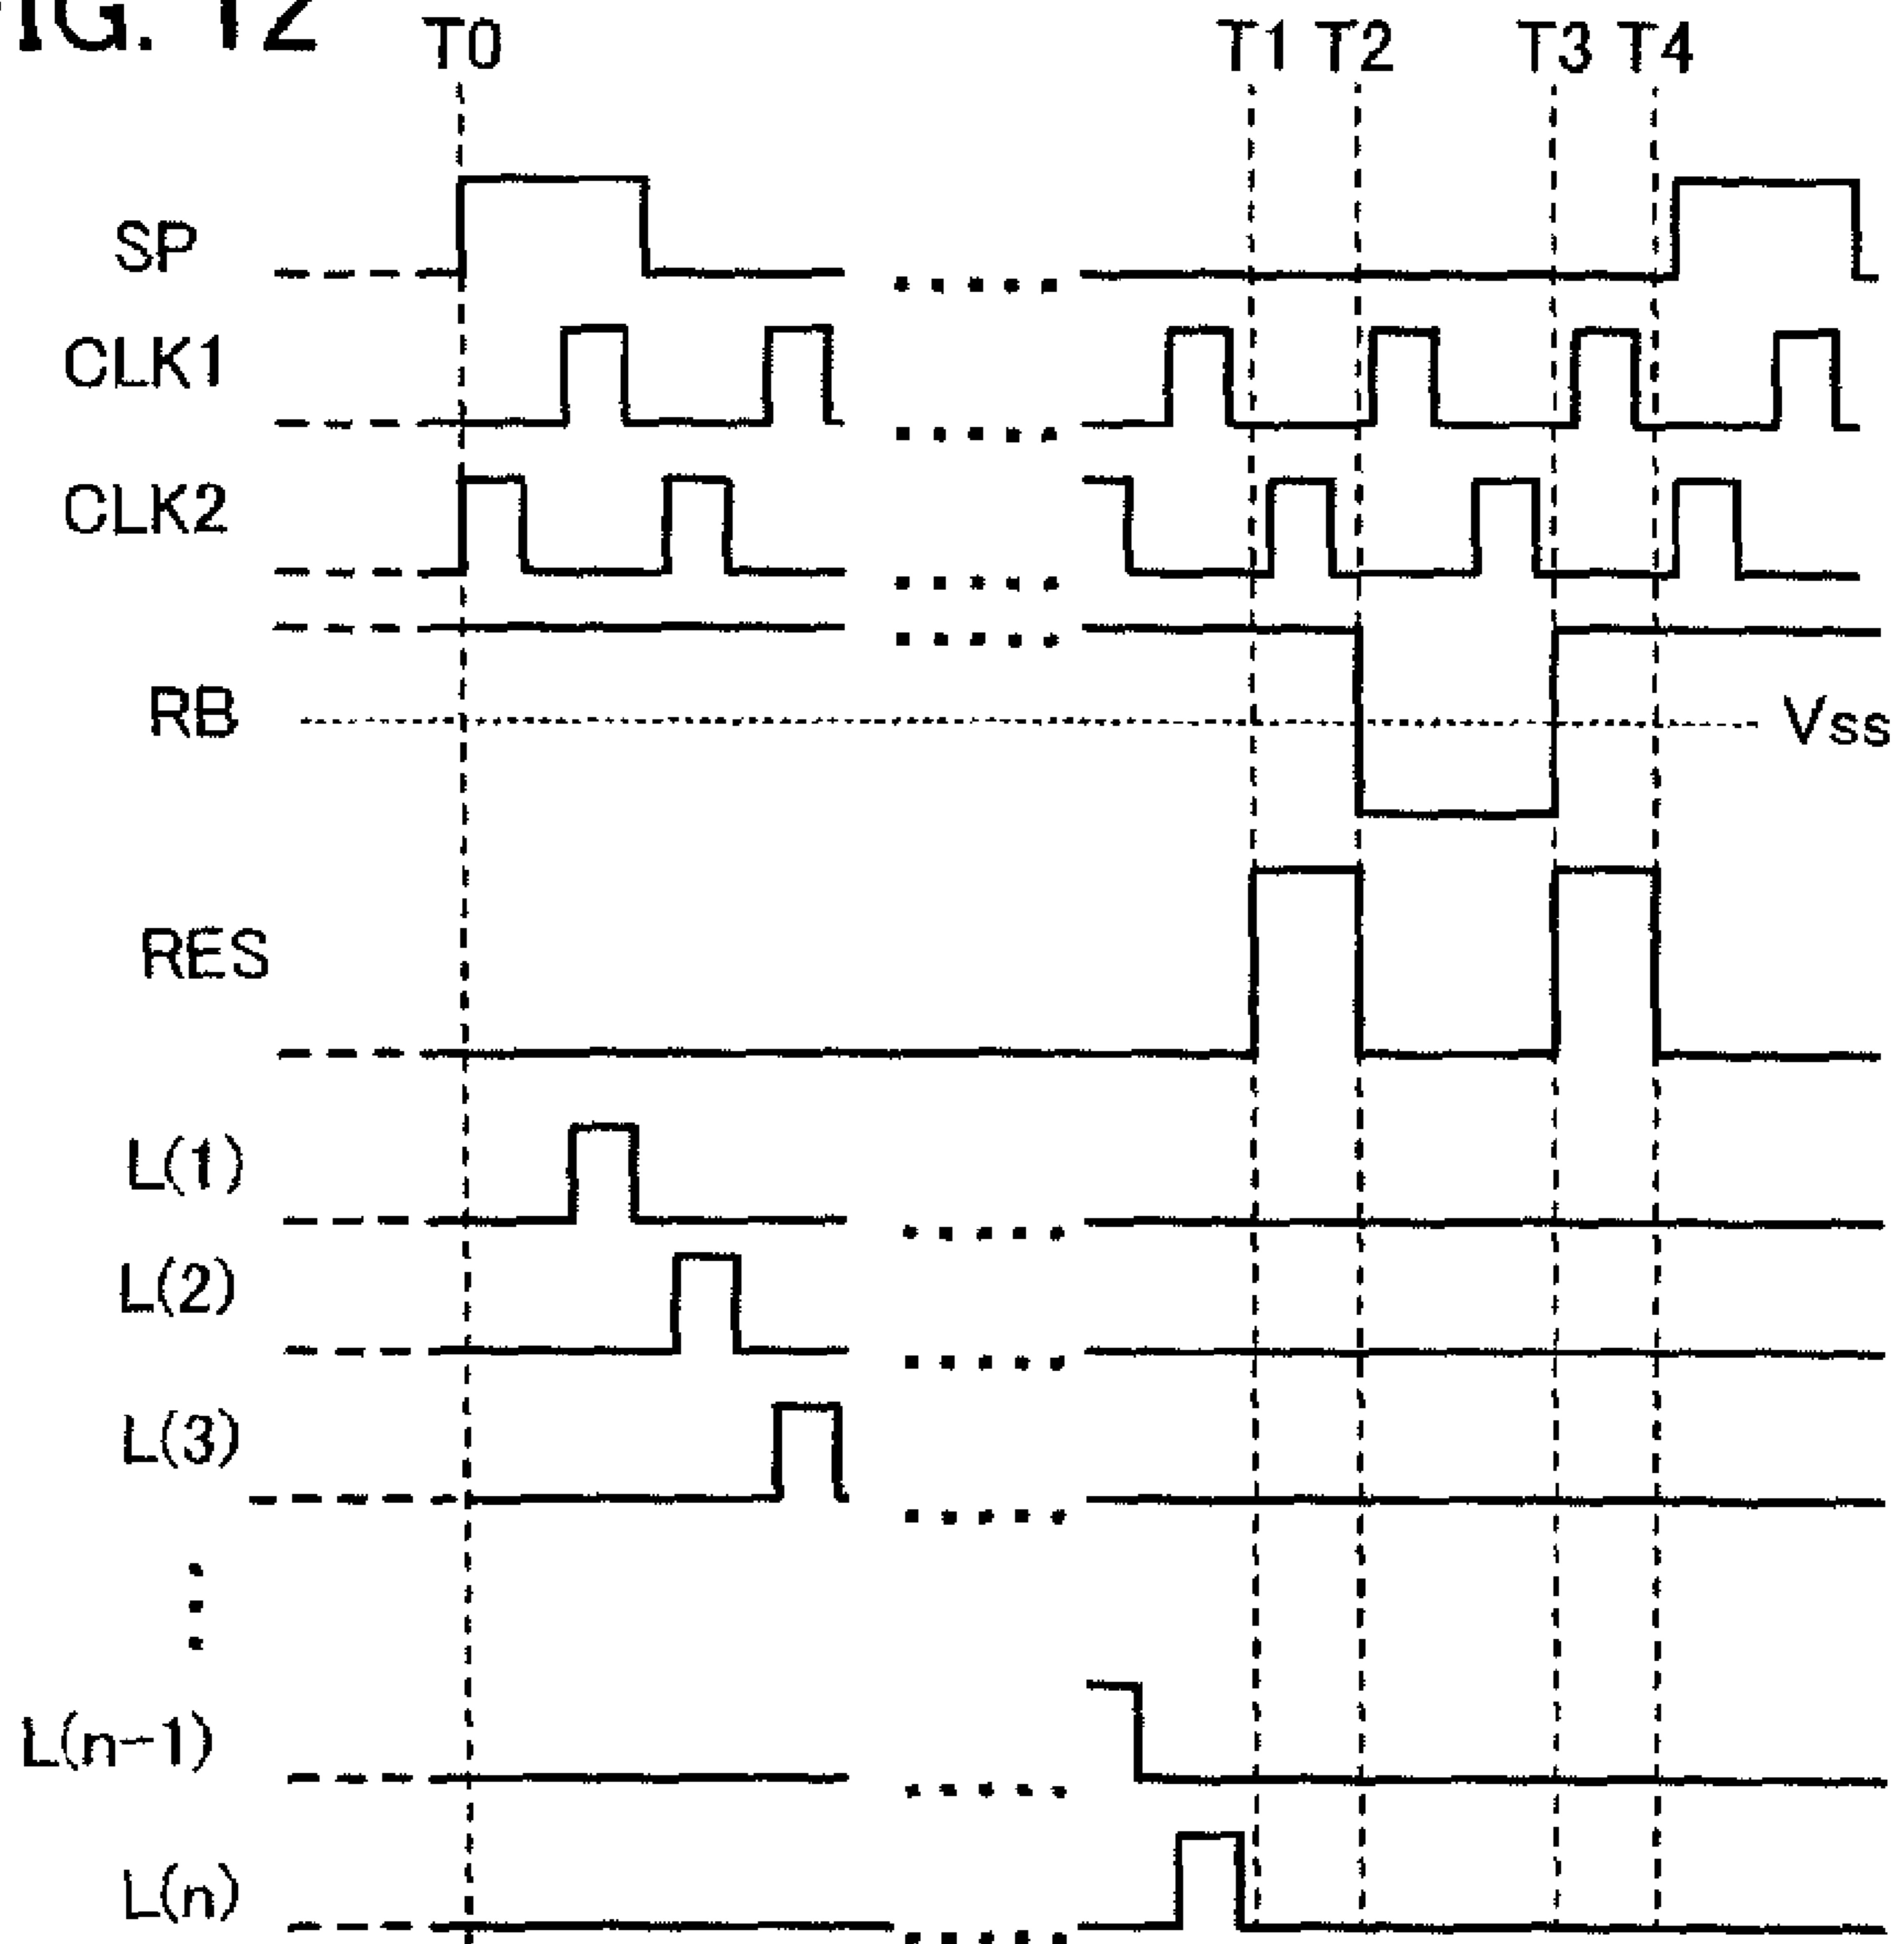 FIG. 12
T0 T1 T2 T3 T4
SP
CLK1
CLK2
RB
Vss
RES
L(1)
L(2)
L(3)
L(n-1)
L(n)